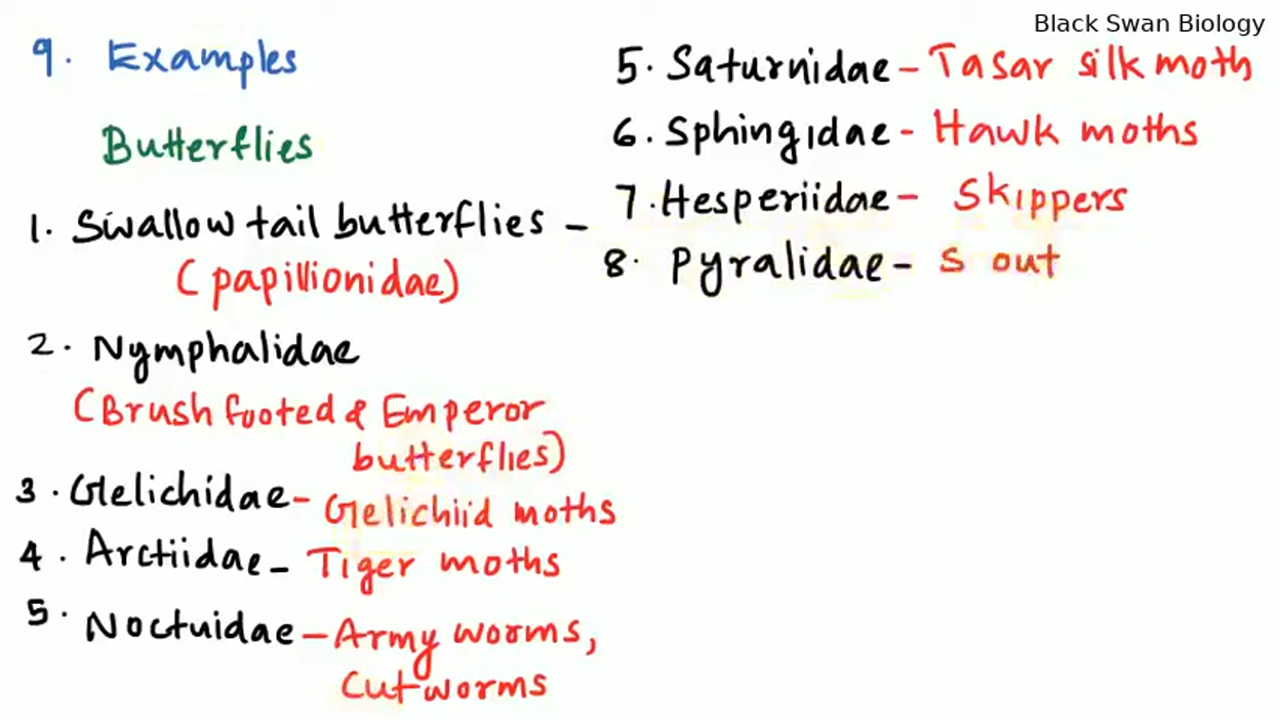 Black Swan Biology
9. Examples
Butterflies
1. Swallow tail butterflies -
(papillionidae)
2. Nymphalidae
(Brush footed & Emperor
butterflies)
3. Gelichidae - Gelichiid moths
4. Arctiidae - Tiger moths
5. Noctuidae - Army worms,
Cutworms
5. Saturnidae - Tasar silk moth
6. Sphingidae - Hawk moths
7. Hesperiidae - Skippers
8. Pyralidae - S out